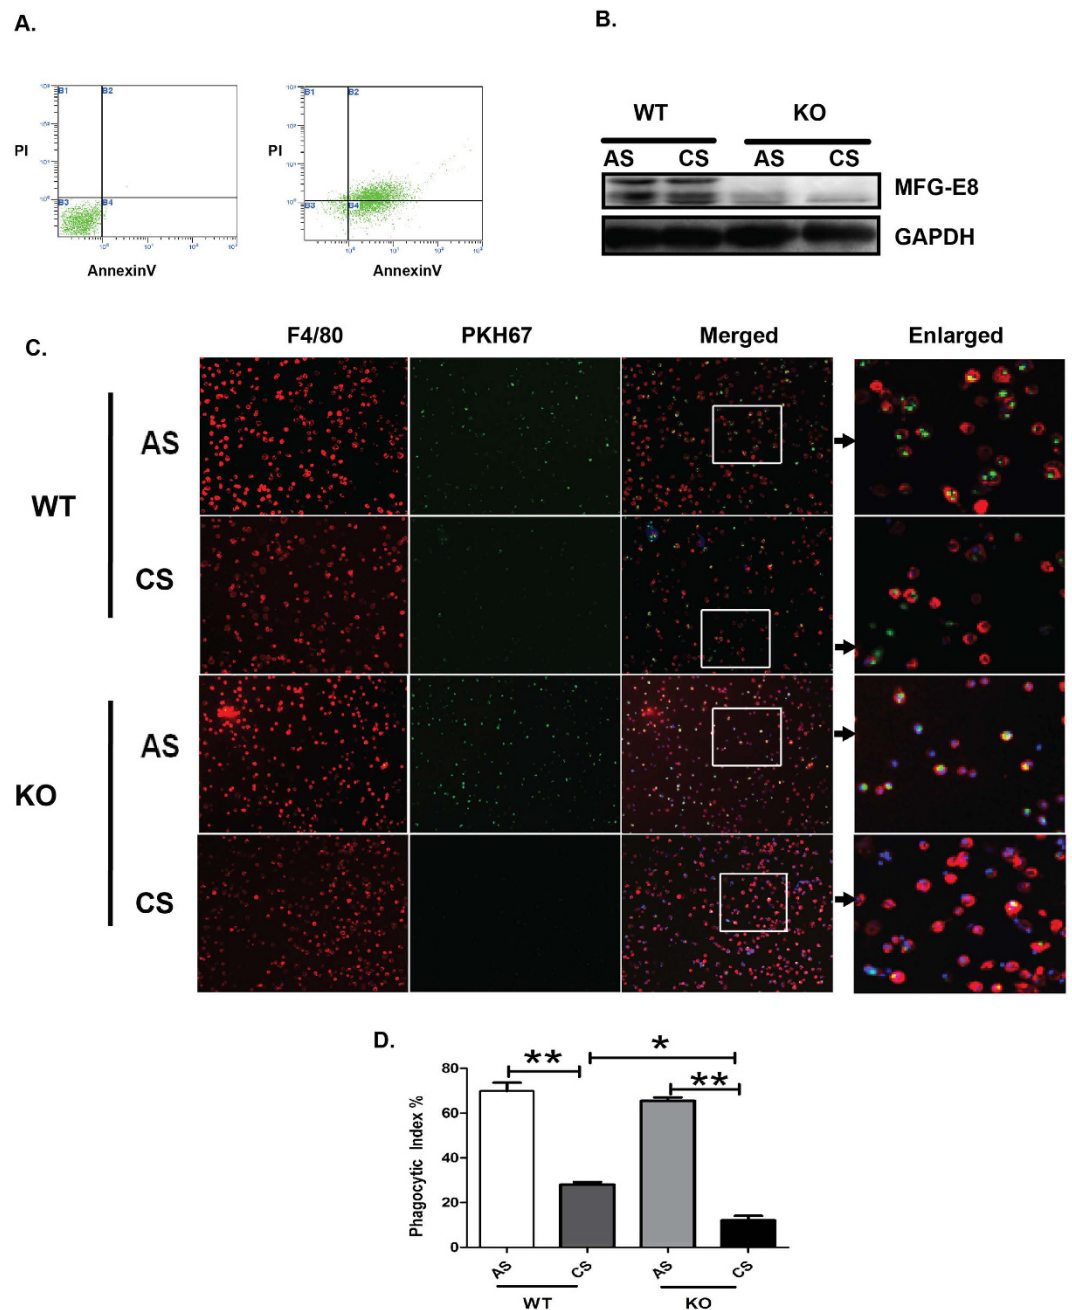 A.
B1 B2
PI
B3 B4
AnnexinV
B1 B2
PI
B3 B4
AnnexinV
B.
WT KO
AS CS AS CS
MFG-E8
GAPDH
C.
F4/80 PKH67 Merged Enlarged
WT
AS
CS
KO
AS
CS
D.
** * **
Phagocytic Index %
80
60
40
20
0
AS CS AS CS
WT KO